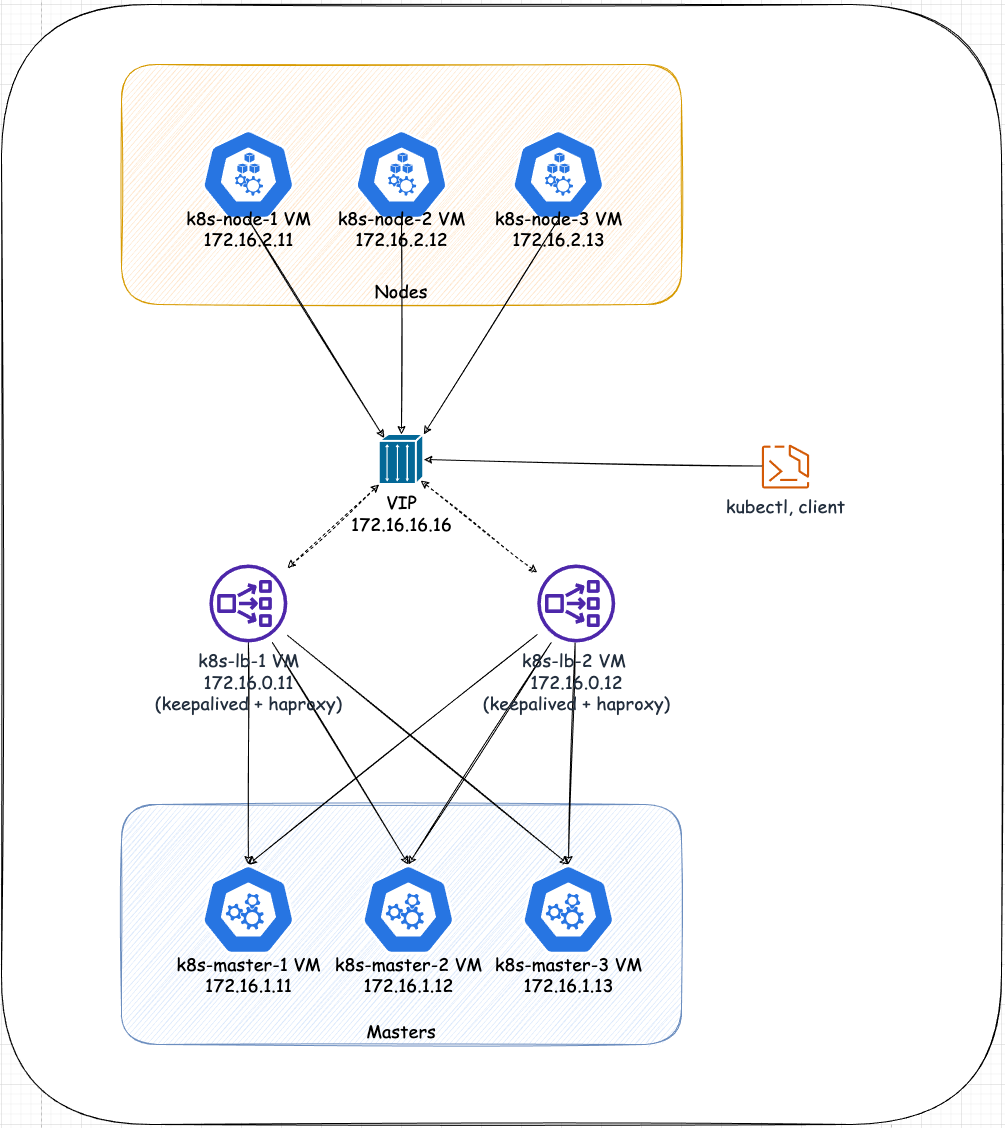 k8s-node-1 VM
172.16.2.11
k8s-node-2 VM
172.16.2.12
k8s-node-3 VM
172.16.2.13
Nodes
VIP
172.16.16.16
kubectl, client
k8s-lb-1 VM
172.16.0.11
(keepalived + haproxy)
k8s-lb-2 VM
172.16.0.12
(keepalived + haproxy)
k8s-master-1 VM
172.16.1.11
k8s-master-2 VM
172.16.1.12
k8s-master-3 VM
172.16.1.13
Masters